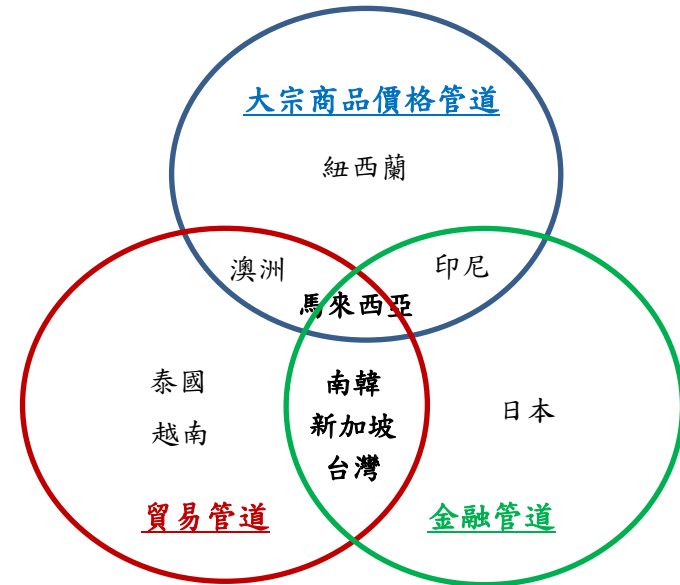 大宗商品價格管道
紐西蘭
澳洲
印尼
馬來西亞
泰國
越南
南韓
新加坡
台灣
日本
貿易管道
金融管道